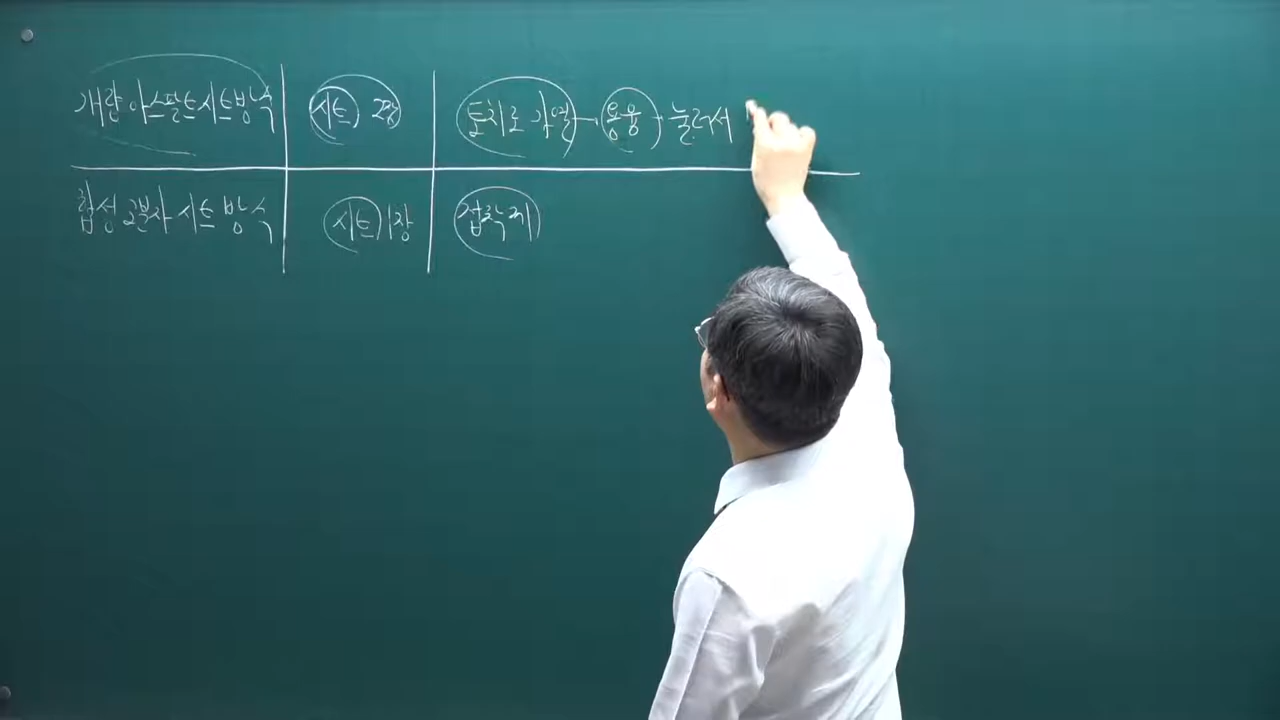 개량아스팔트시트방식 시트 2장 토치로 가열 → 용융 → 눌러서
합성고분자 시트 방식 시트 1장 접착제